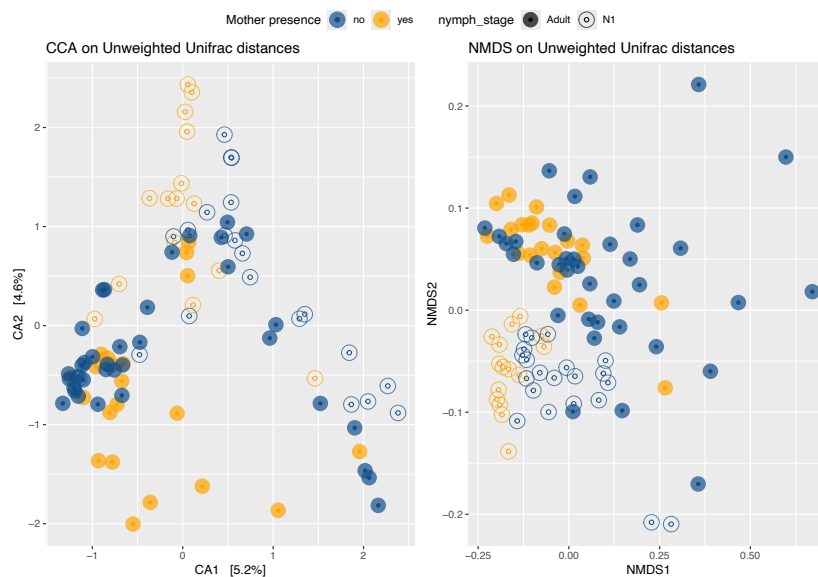 Mother presence no yes nymph_stage Adult N1
CCA on Unweighted Unifrac distances
NMDS on Unweighted Unifrac distances
CA2 [4.6%]
2
1
0
−1
−2
−1
0
1
2
CA1 [5.2%]
NMDS2
0.2
0.1
0.0
−0.1
−0.2
−0.25
0.00
0.25
0.50
NMDS1